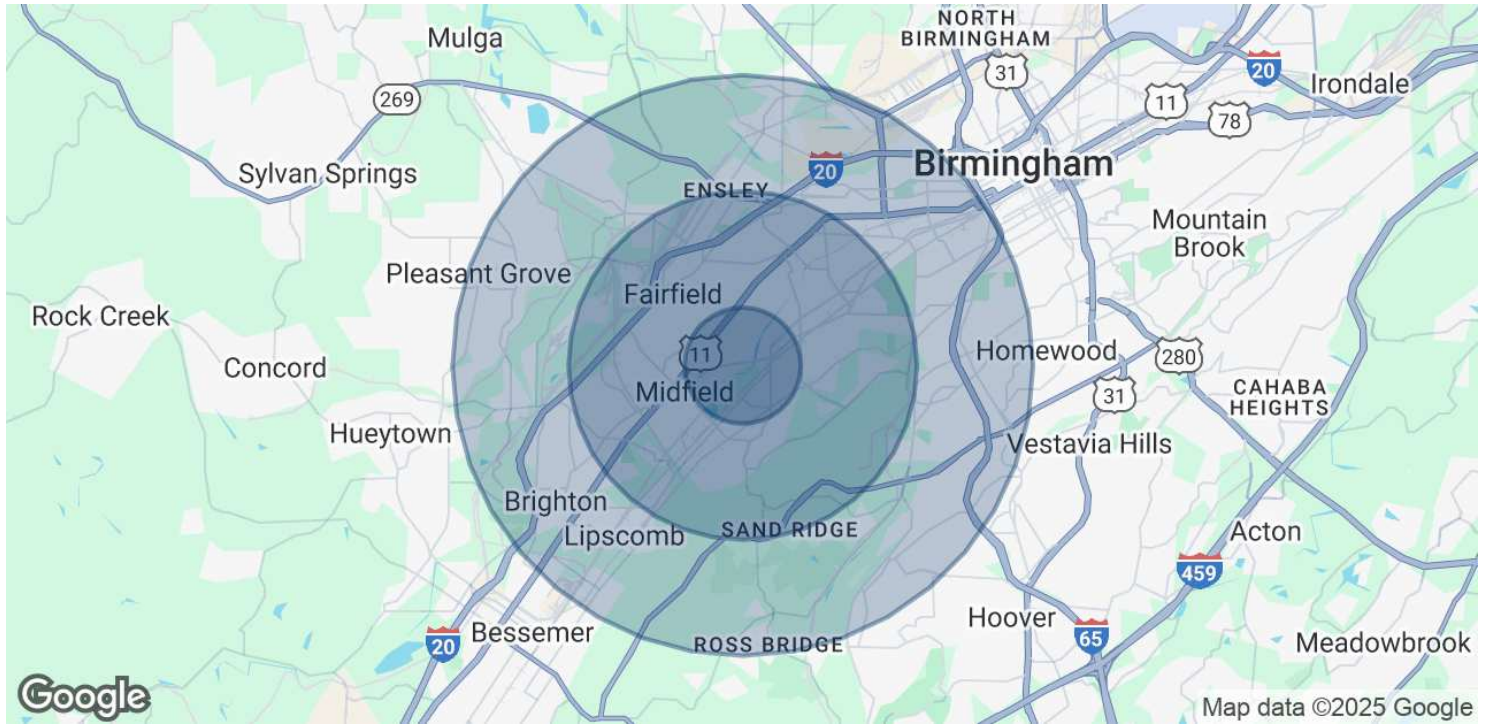 NORTH
BIRMINGHAM
Mulga
31
20
Irondale
269
11
78
Sylvan Springs
20
Birmingham
ENSLEY
Mountain
Brook
Pleasant Grove
Fairfield
Rock Creek
11
Homewood
280
Concord
Midfield
31
CAHABA
HEIGHTS
Hueytown
Vestavia Hills
Brighton
Lipscomb
SAND RIDGE
Acton
459
Hoover
Bessemer
20
ROSS BRIDGE
65
Meadowbrook
Google
Map data ©2025 Google